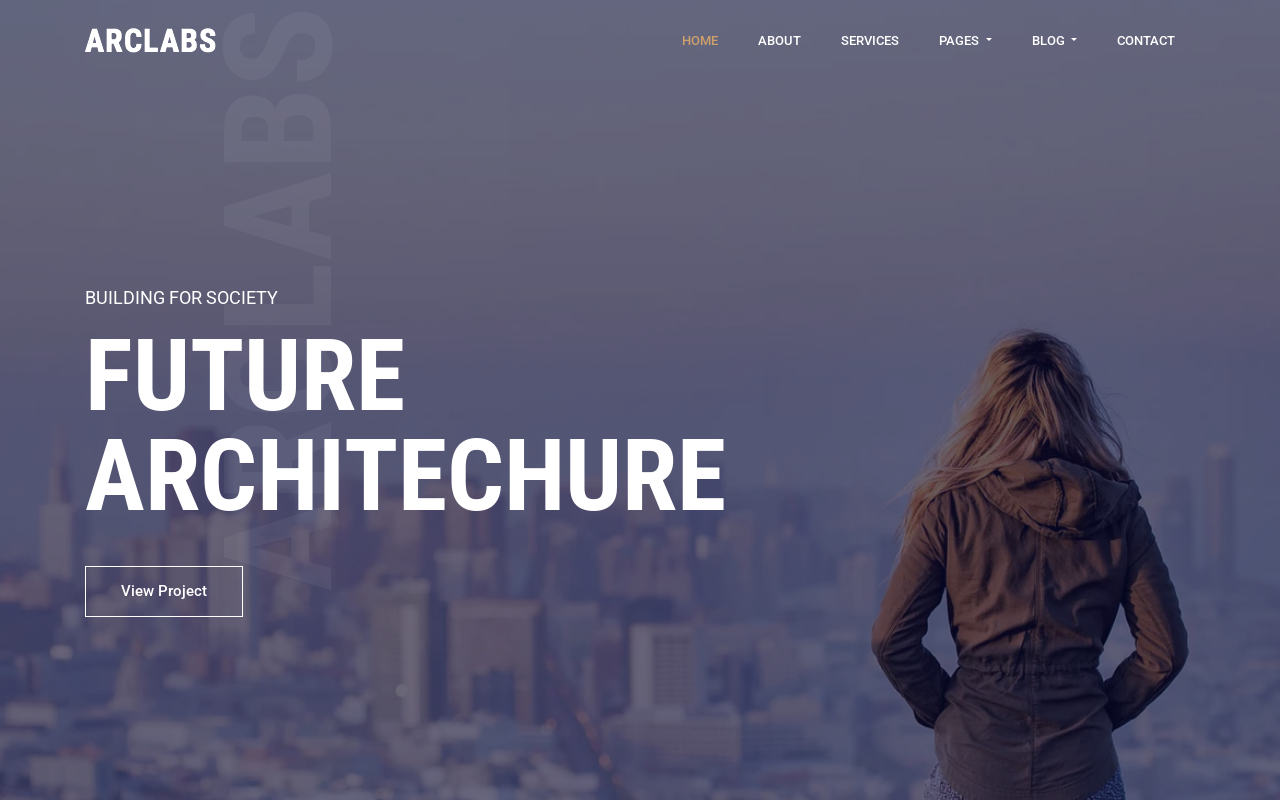 ARCLABS
HOME ABOUT SERVICES PAGES BLOG CONTACT
ARCLABS
BUILDING FOR SOCIETY
FUTURE
ARCHITECHURE
View Project